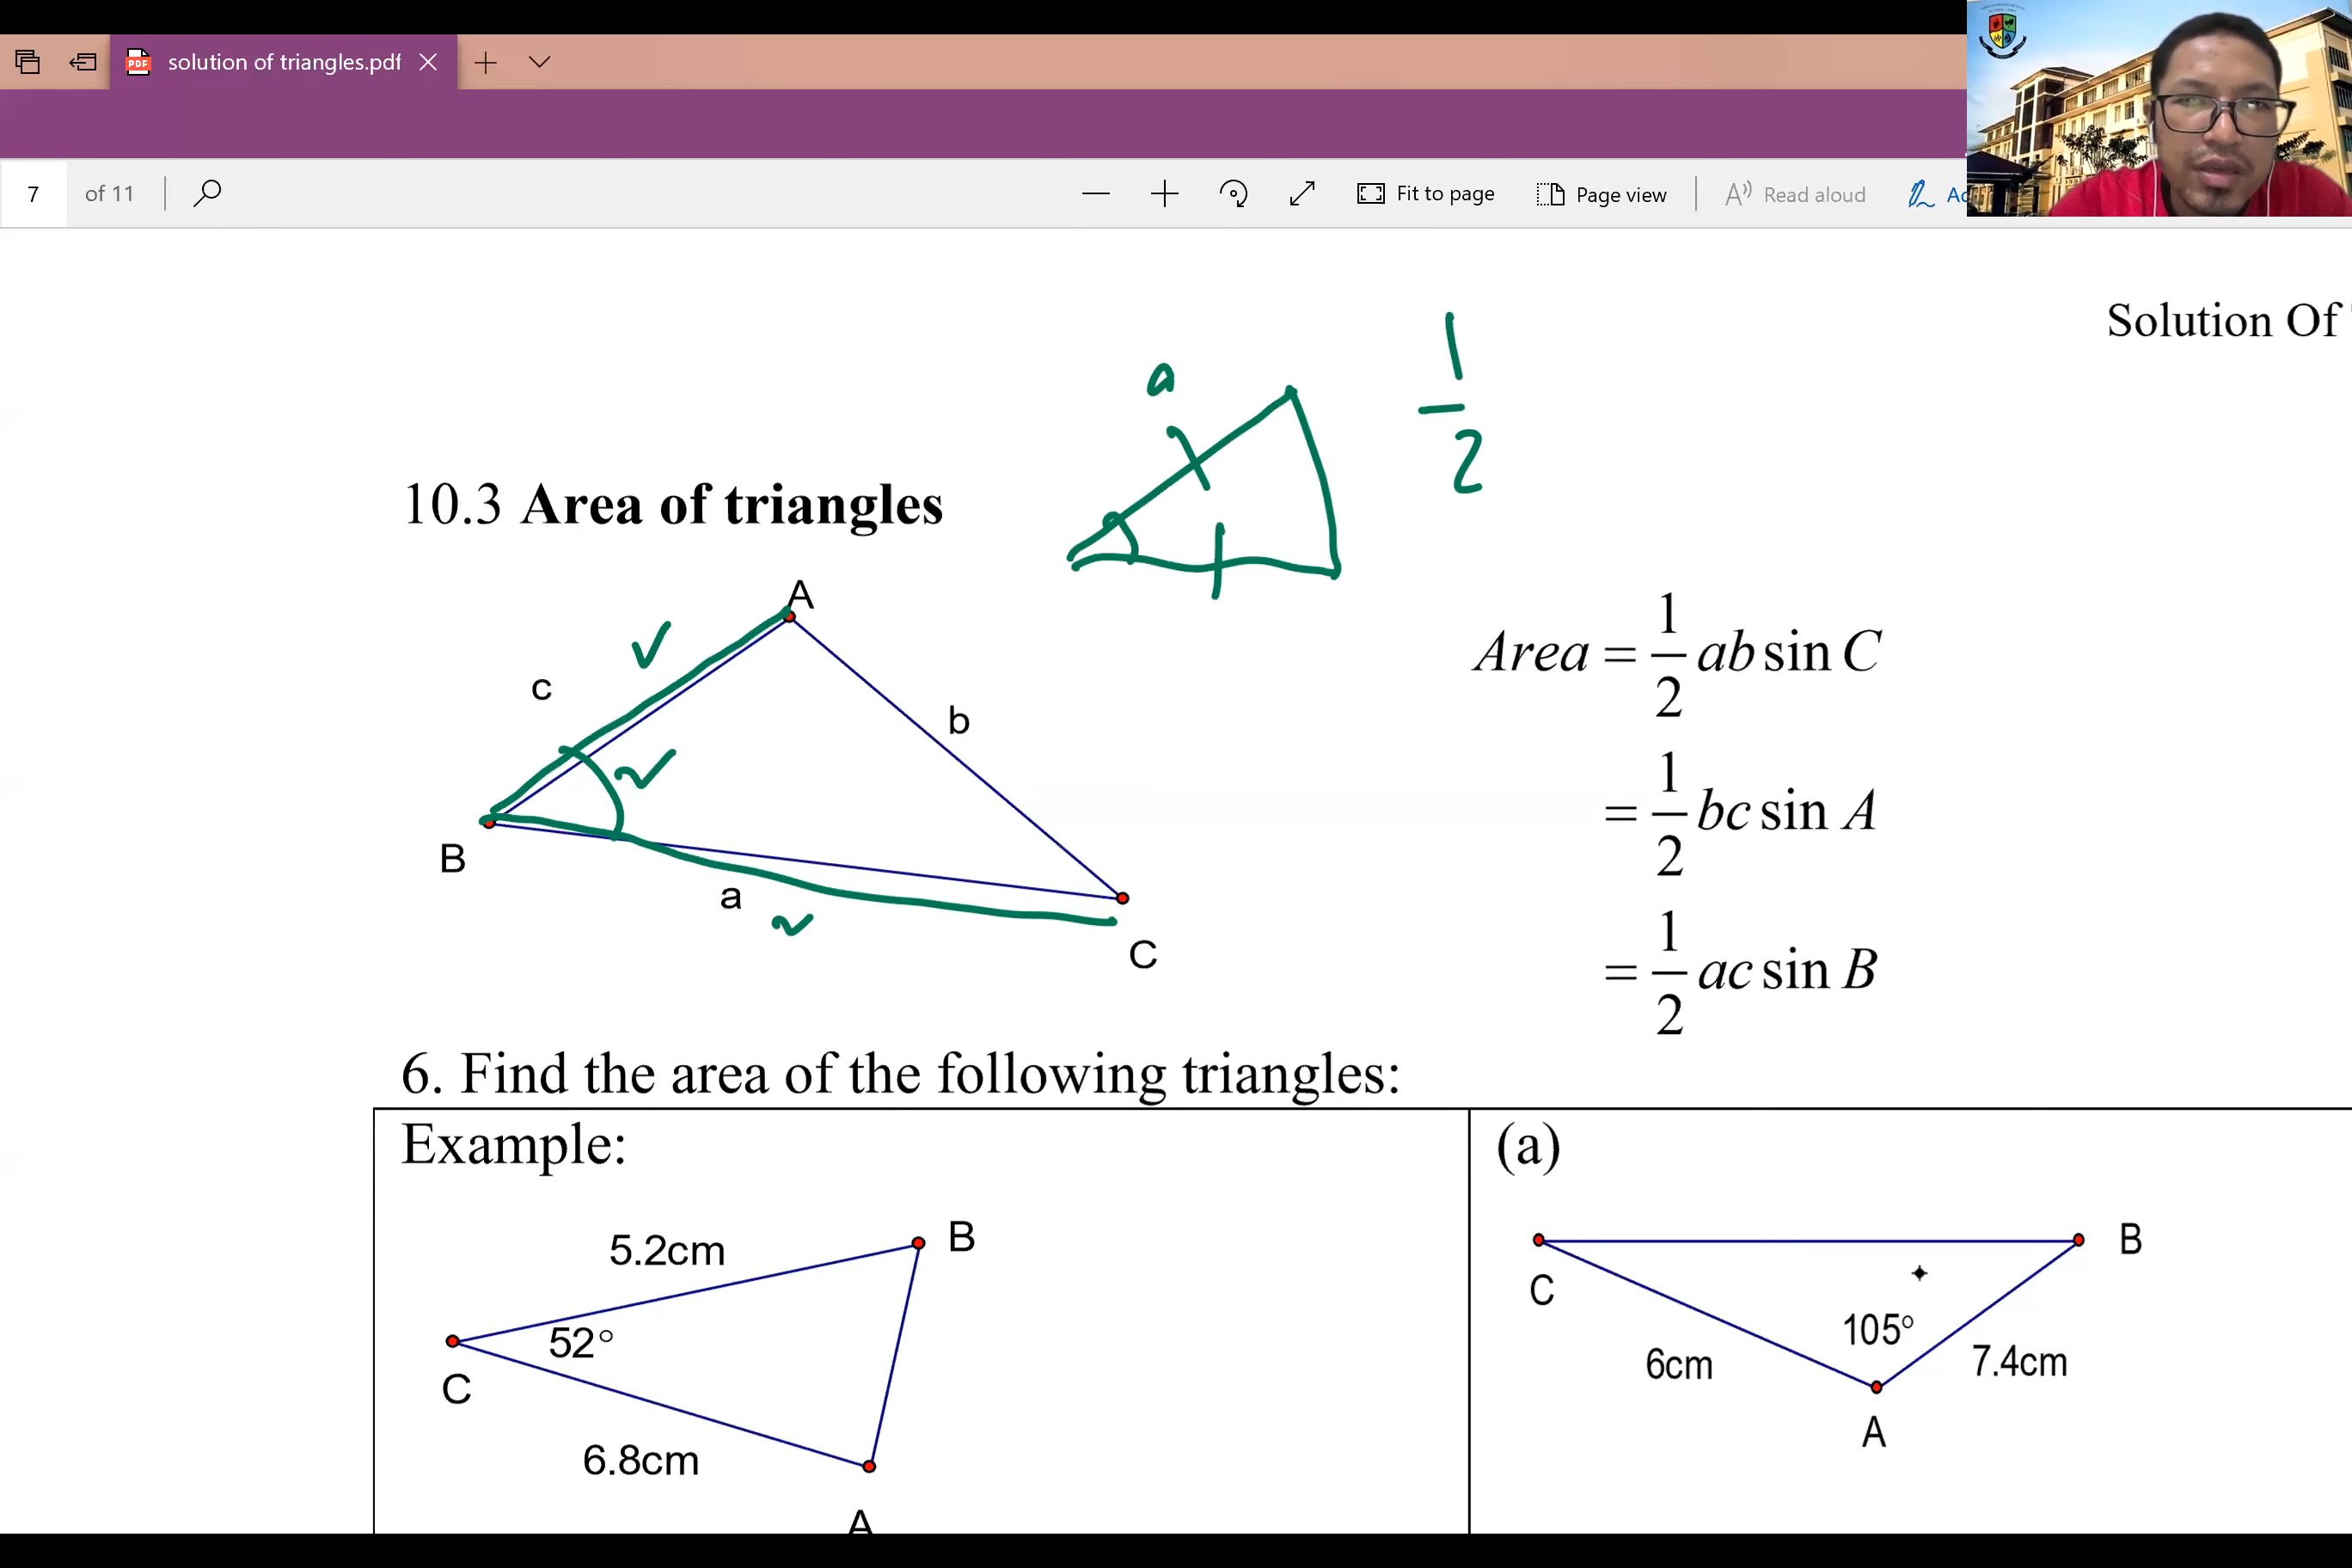 solution of triangles.pdf
7 of 11
Fit to page
Page view
Read aloud
Solution Of
a
1
2
10.3 Area of triangles
A
c
b
B
a
C
Area = 1/2 ab sin C
= 1/2 bc sin A
= 1/2 ac sin B
6. Find the area of the following triangles:
Example:
5.2cm
B
52°
C
6.8cm
A
(a)
C
B
105°
6cm
7.4cm
A